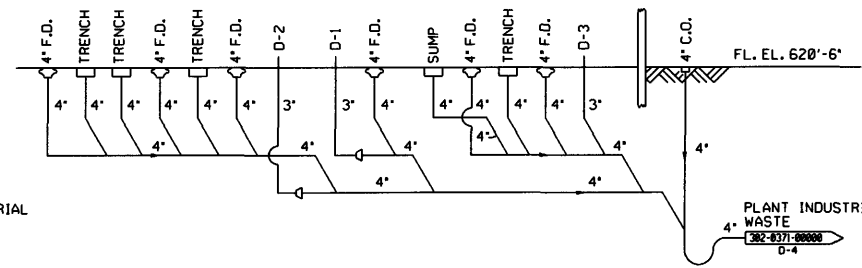 4" F.D.
TRENCH
TRENCH
4" F.D.
TRENCH
4" F.D.
D-2
D-1
4" F.D.
SUMP
4" F.D.
TRENCH
4" F.D.
D-3
4" C.O.
FL. EL. 620'-6"
4" 4" 4" 4" 4" 4" 3" 3" 4" 4" 4" 4" 4" 3"
4"
4"
4" 4" 4"
4" 4" 4"
RIAL
PLANT INDUSTRI
WASTE
4"
302-0371-00000
D-4